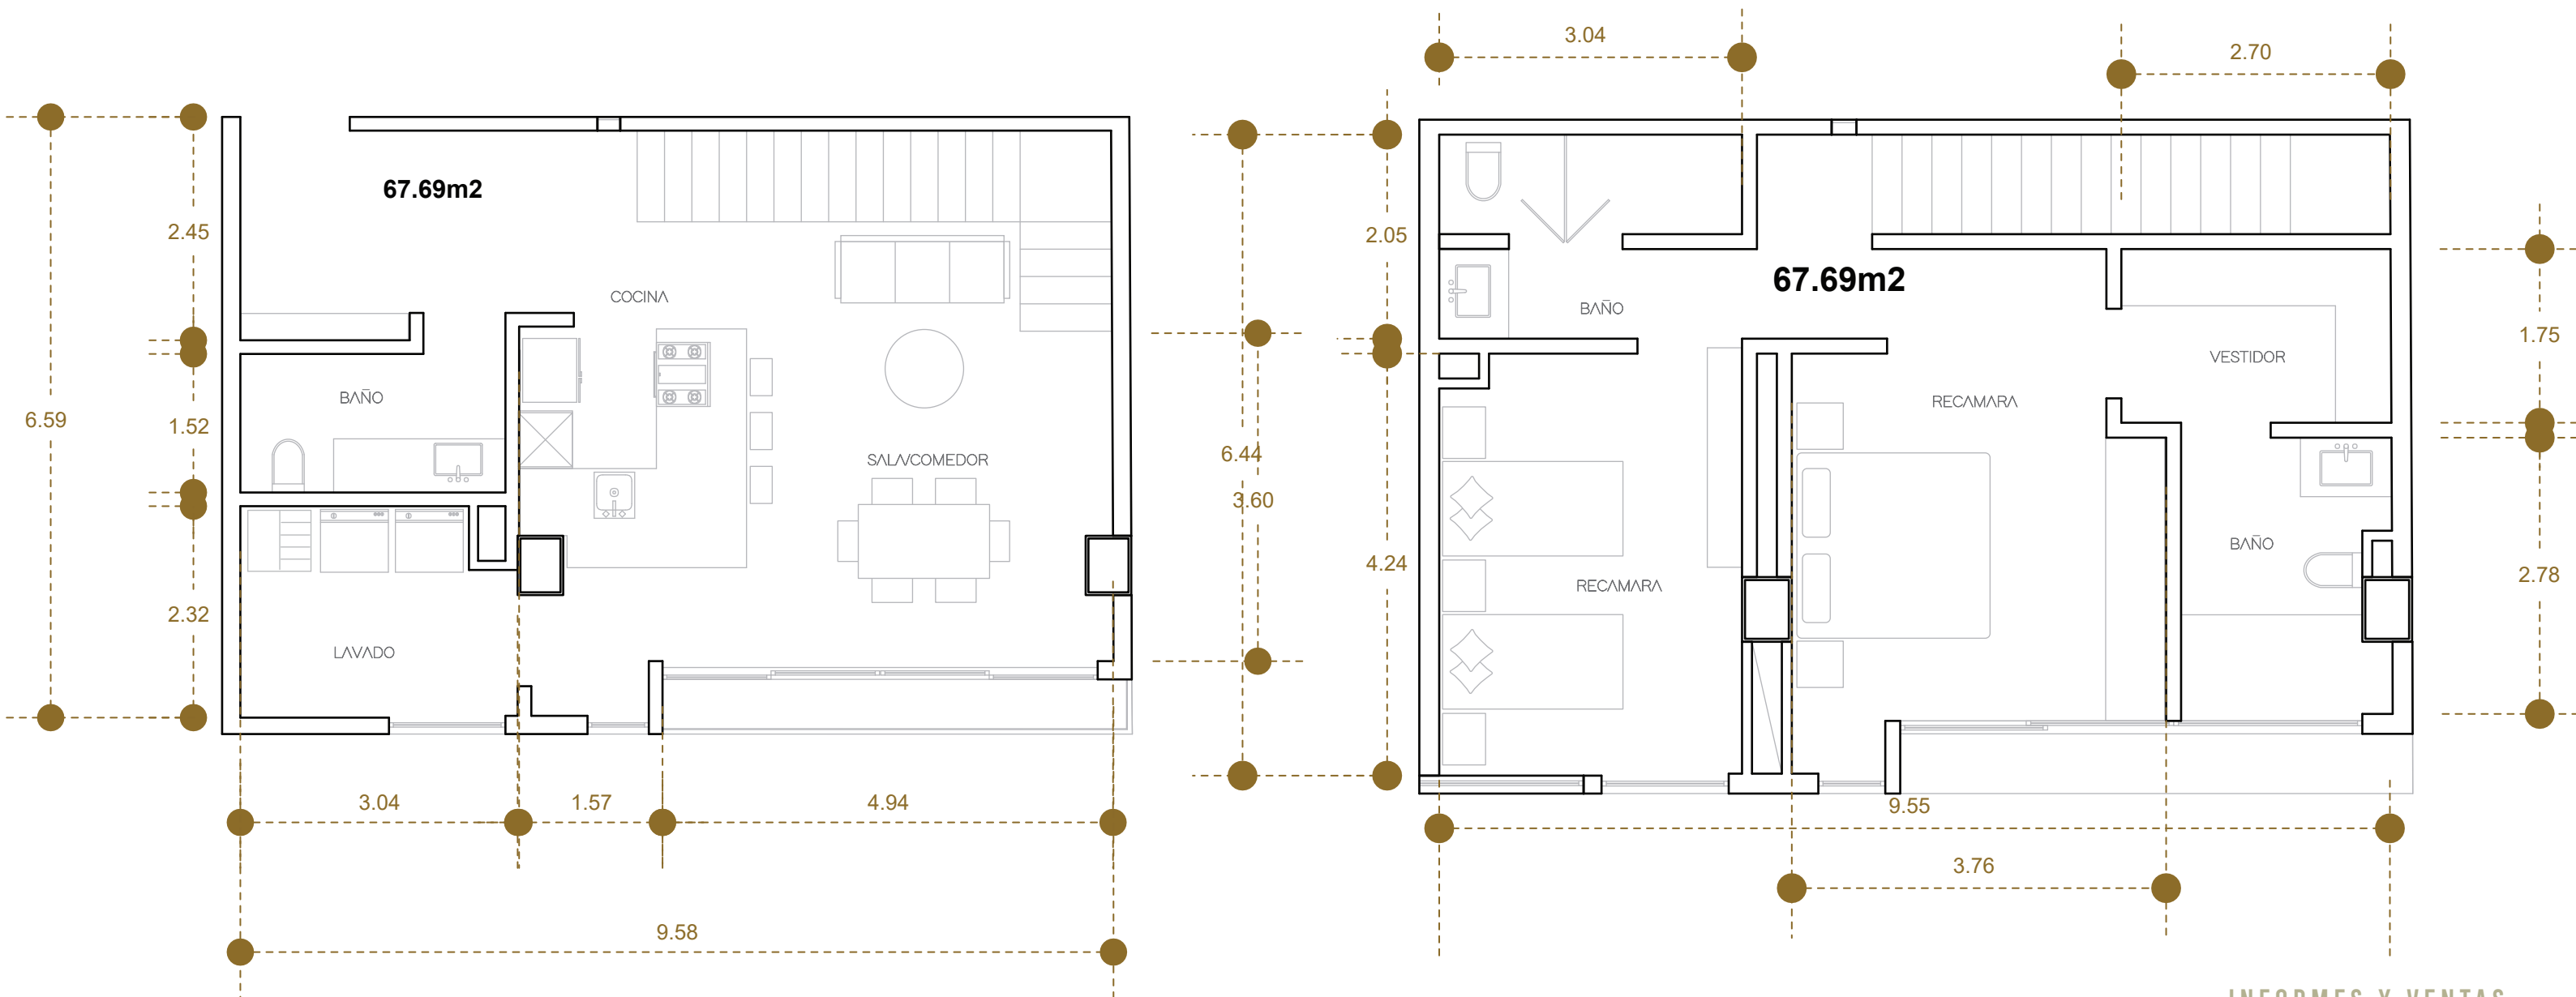 67.69m2
2.45
COCINA
BAÑO
6.59
1.52
SALA/COMEDOR
2.32
LAVADO
3.04
1.57
4.94
9.58
3.04
2.70
2.05
67.69m2
BAÑO
1.75
VESTIDOR
RECAMARA
6.44
3.60
BAÑO
4.24
RECAMARA
2.78
9.55
3.76
INFORMES Y VENTAS